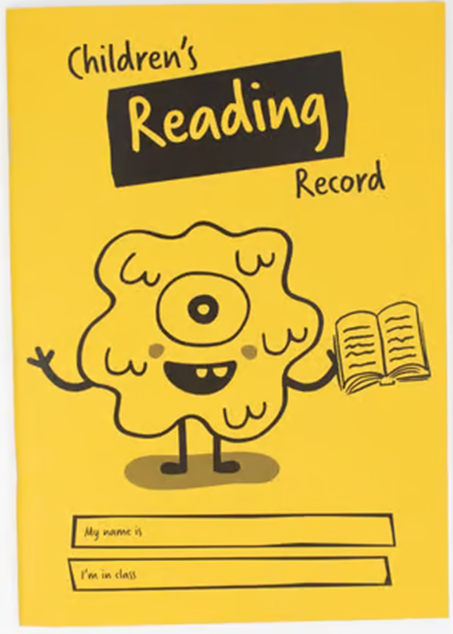 Children's
Reading
Record
My name is
I'm in class